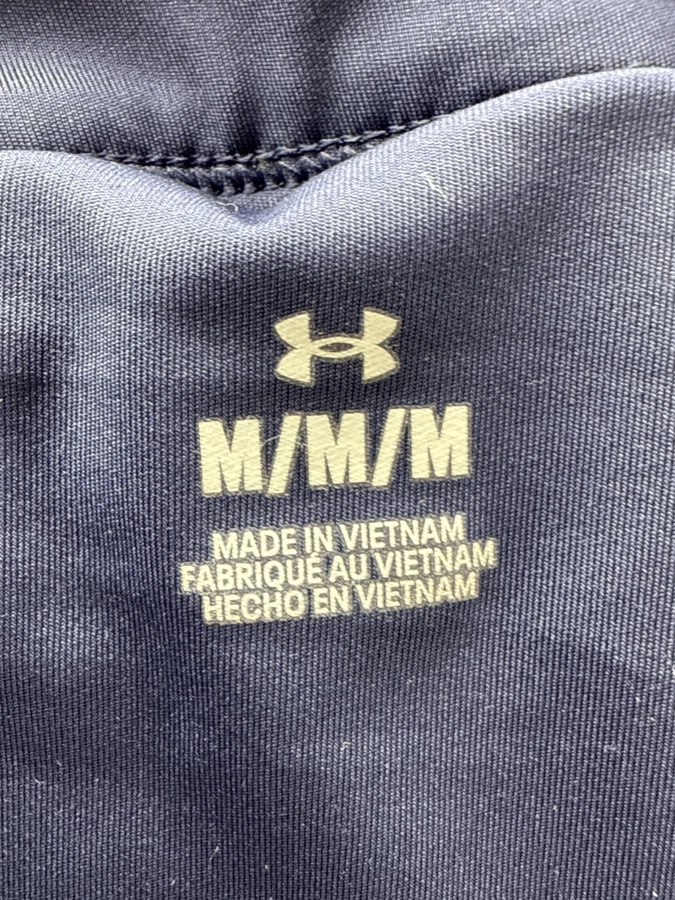 M/M/M
MADE IN VIETNAM
FABRIQUÉ AU VIETNAM
HECHO EN VIETNAM